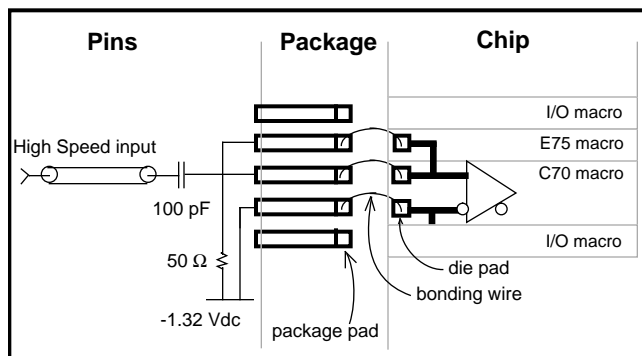 Pins
Package
Chip
I/O macro
High Speed input
E75 macro
C70 macro
100 pF
I/O macro
50 Ω
die pad
bonding wire
-1.32 Vdc
package pad